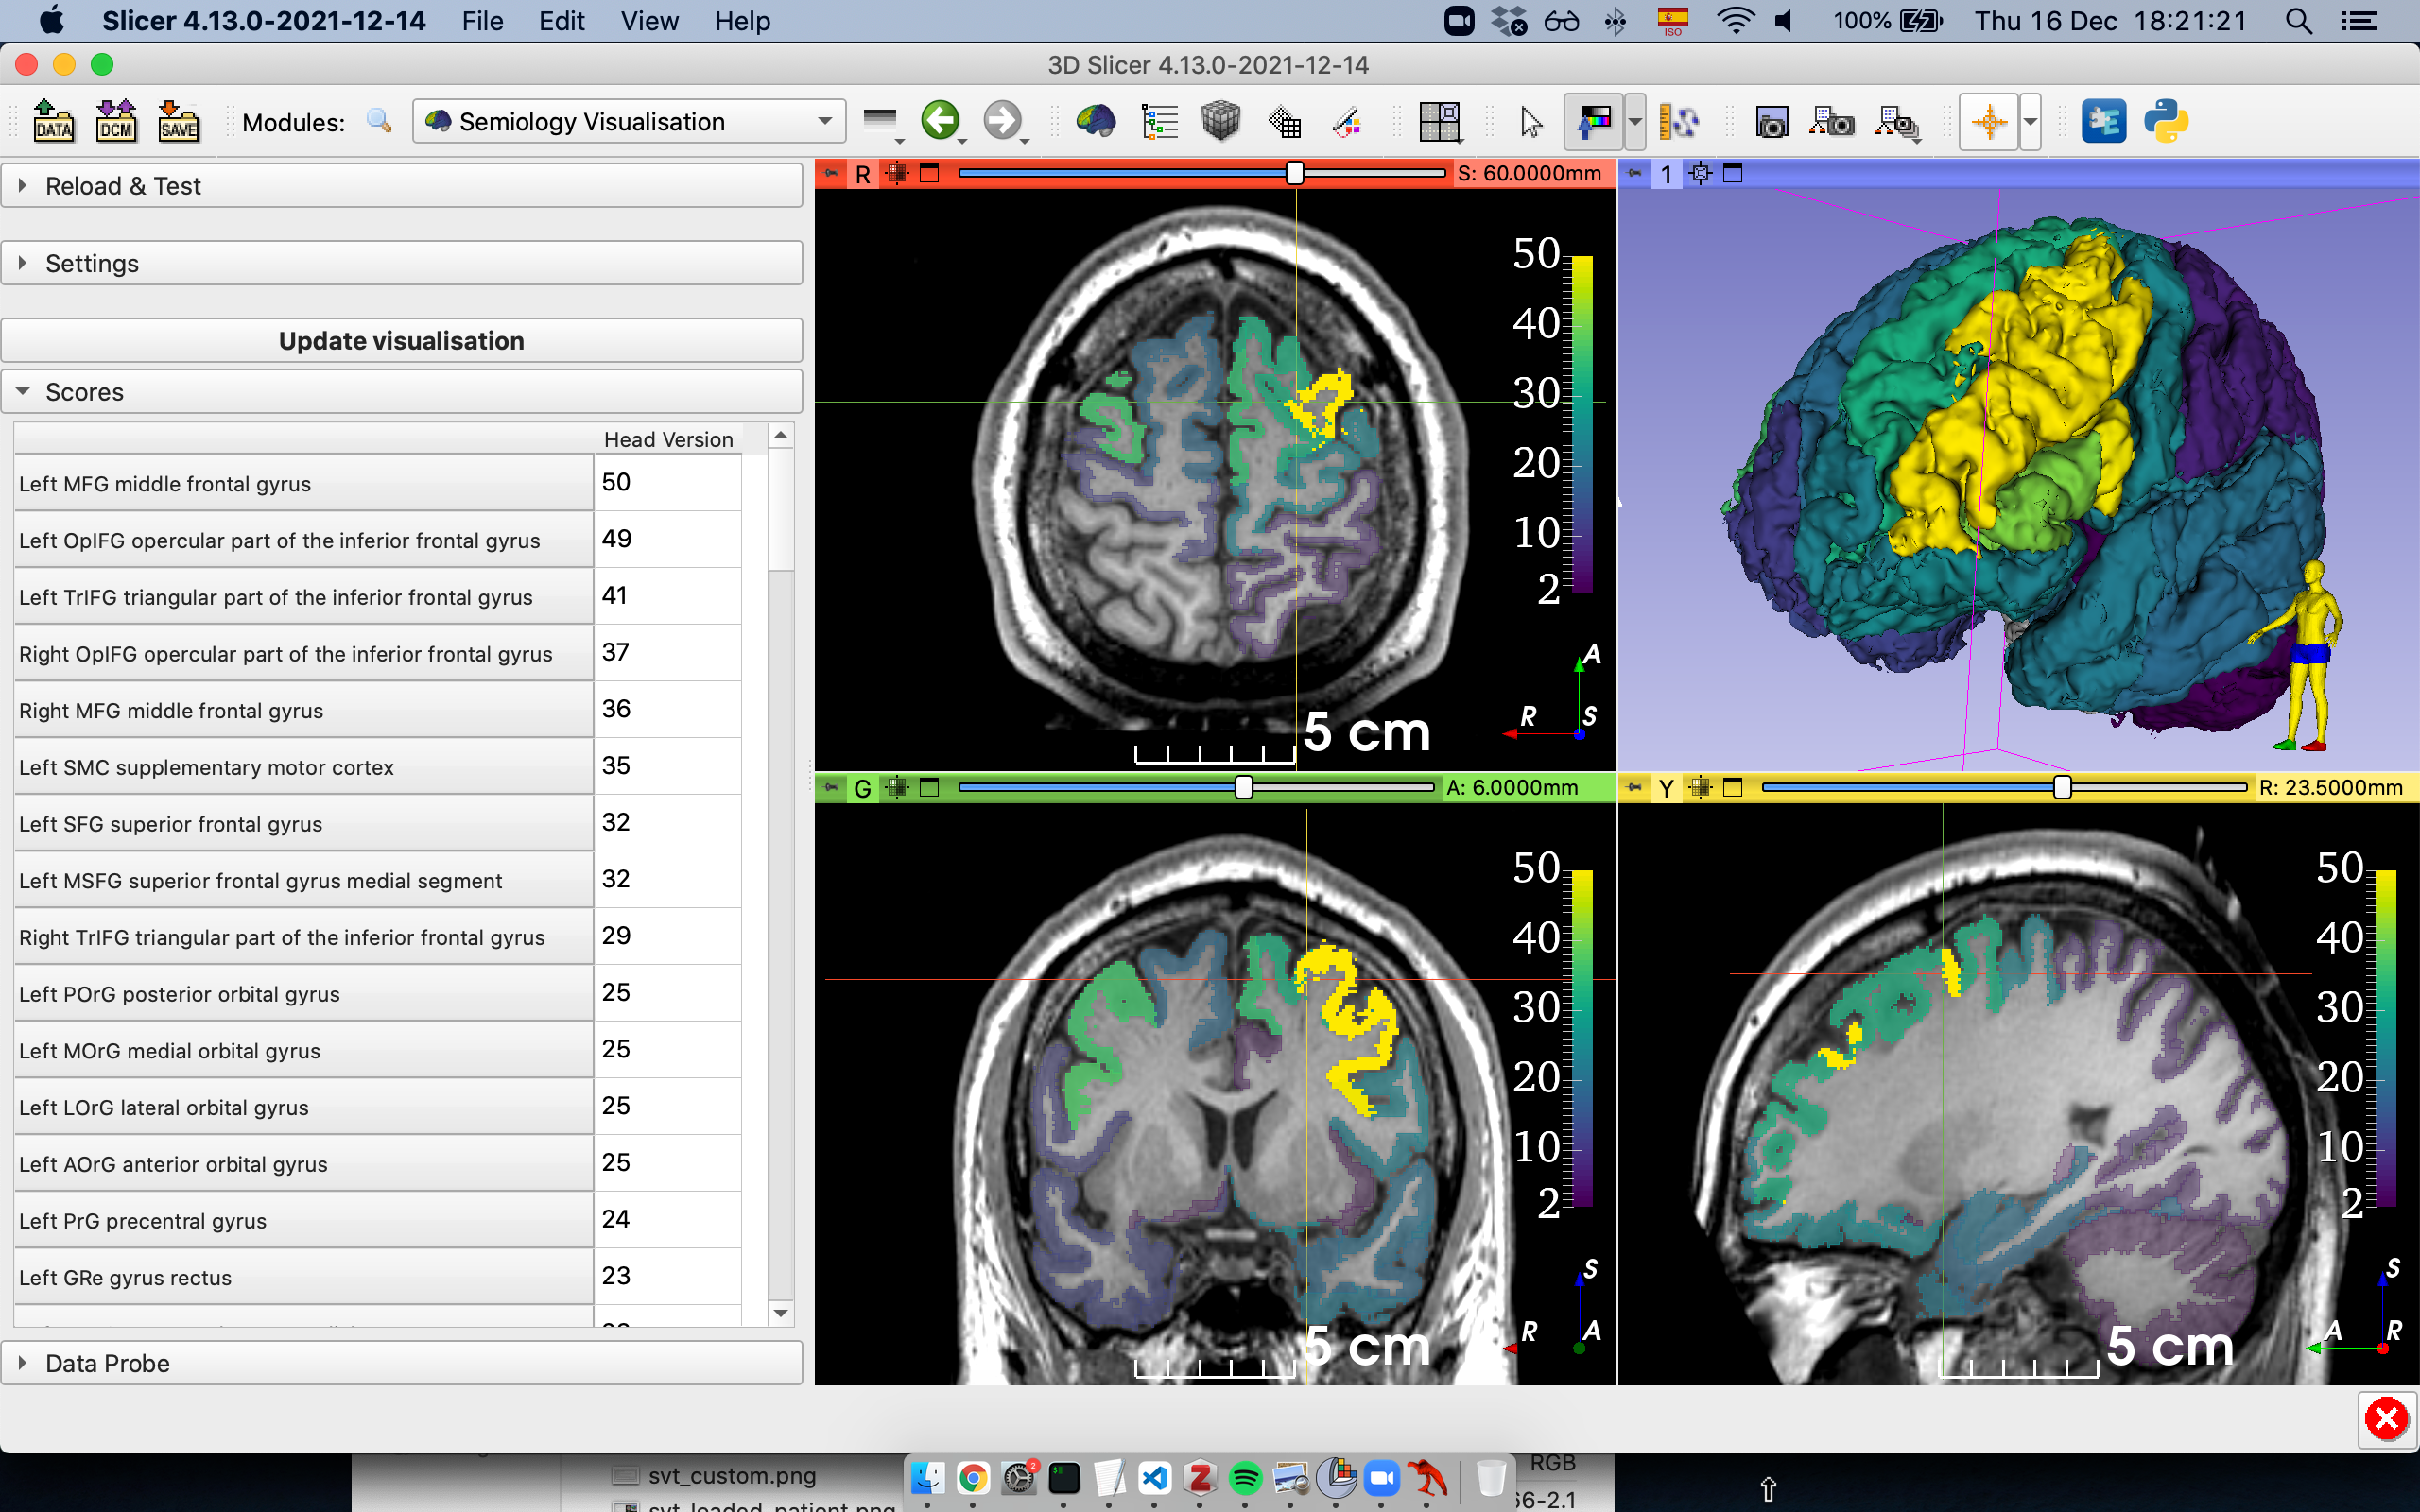 Slicer 4.13.0-2021-12-14 File Edit View Help ISO 100% Thu 16 Dec 18:21:21
3D Slicer 4.13.0-2021-12-14
DATA DCM SAVE Modules: Semiology Visualisation
Reload & Test
Settings
Update visualisation
Scores
Head Version
Left MFG middle frontal gyrus 50
Left OpIFG opercular part of the inferior frontal gyrus 49
Left TrIFG triangular part of the inferior frontal gyrus 41
Right OpIFG opercular part of the inferior frontal gyrus 37
Right MFG middle frontal gyrus 36
Left SMC supplementary motor cortex 35
Left SFG superior frontal gyrus 32
Left MSFG superior frontal gyrus medial segment 32
Right TrIFG triangular part of the inferior frontal gyrus 29
Left POrG posterior orbital gyrus 25
Left MOrG medial orbital gyrus 25
Left LOrG lateral orbital gyrus 25
Left AOrG anterior orbital gyrus 25
Left PrG precentral gyrus 24
Left GRe gyrus rectus 23
Data Probe
R S: 60.0000mm
50
40
30
20
10
2
A
R S
5 cm
1
G A: 6.0000mm
50
40
30
20
10
2
S
R A
5 cm
Y R: 23.5000mm
50
40
30
20
10
2
S
A R
5 cm
svt_custom.png
svt_loaded_patient.png
2
RGB
66-2.1